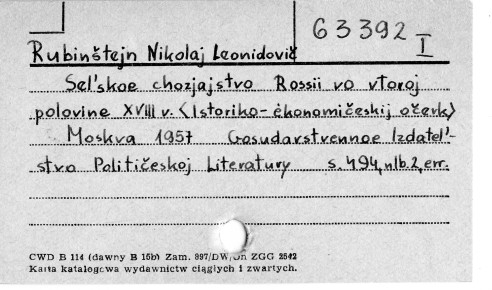 63392 I
Rubinštejn Nikolaj Leonidovič
Sel'skoe chozjajstvo Rossii vo vtoroj
polovine XVIII v. <Istoriko-èkonomičeskij očerk>
Moskva 1957 Gosudarstvennoe Izdatel'-
stvo Političeskoj Literatury s. 494, nlb. 2, err.
CWD B 114 (dawny B 15b) Zam. 997/DW/ ZGG 2542
Karta katalogowa wydawnictw ciągłych i zwartych.